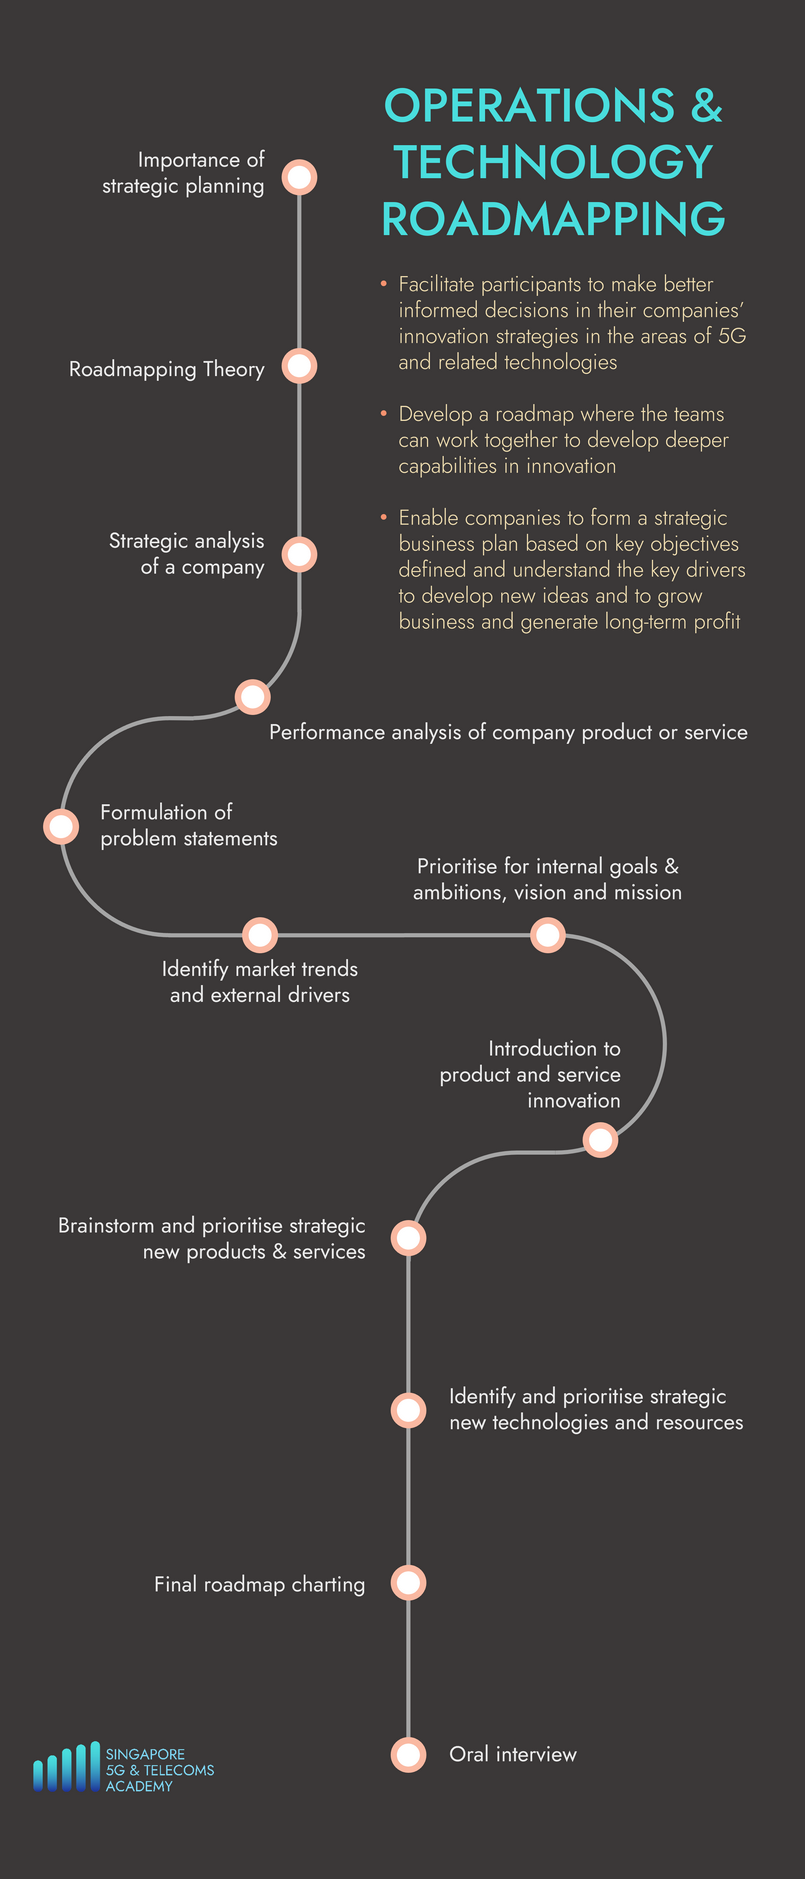 OPERATIONS &
TECHNOLOGY
ROADMAPPING
• Facilitate participants to make better
informed decisions in their companies’
innovation strategies in the areas of 5G
and related technologies
• Develop a roadmap where the teams
can work together to develop deeper
capabilities in innovation
• Enable companies to form a strategic
business plan based on key objectives
defined and understand the key drivers
to develop new ideas and to grow
business and generate long-term profit
Importance of
strategic planning
Roadmapping Theory
Strategic analysis
of a company
Performance analysis of company product or service
Formulation of
problem statements
Identify market trends
and external drivers
Prioritise for internal goals &
ambitions, vision and mission
Introduction to
product and service
innovation
Brainstorm and prioritise strategic
new products & services
Identify and prioritise strategic
new technologies and resources
Final roadmap charting
Oral interview
SINGAPORE
5G & TELECOMS
ACADEMY